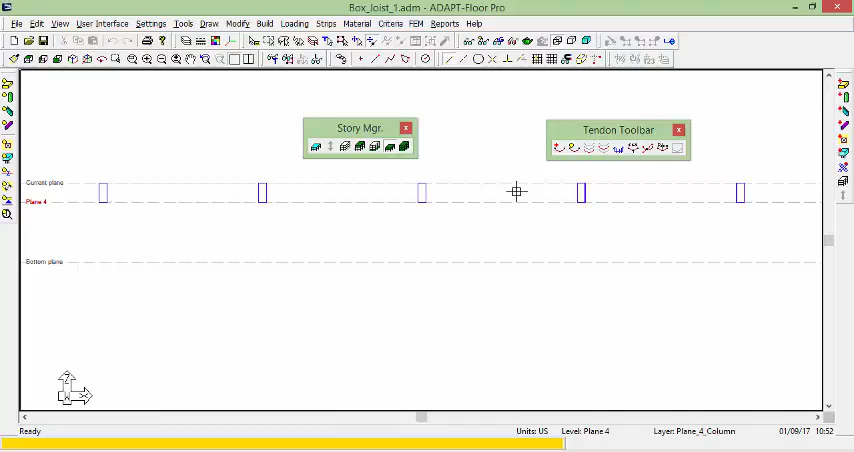 Box_Joist_1.adm - ADAPT-Floor Pro
File Edit View User Interface Settings Tools Draw Modify Build Loading Strips Material Criteria FEM Reports Help
Story Mgr.
Tendon Toolbar
Current plane
Plane 4
Bottom plane
Z
W X
Ready Units: US Level: Plane 4 Layer: Plane_4_Column 01/09/17 10:52